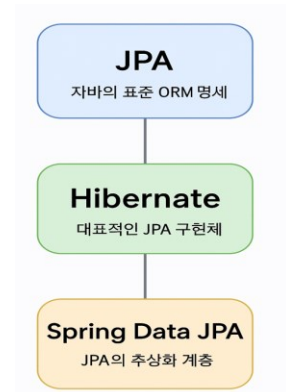 JPA
자바의 표준 ORM 명세
Hibernate
대표적인 JPA 구현체
Spring Data JPA
JPA의 추상화 계층